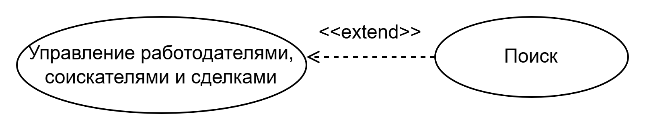 <<extend>>
Управление работодателями,
соискателями и сделками
Поиск